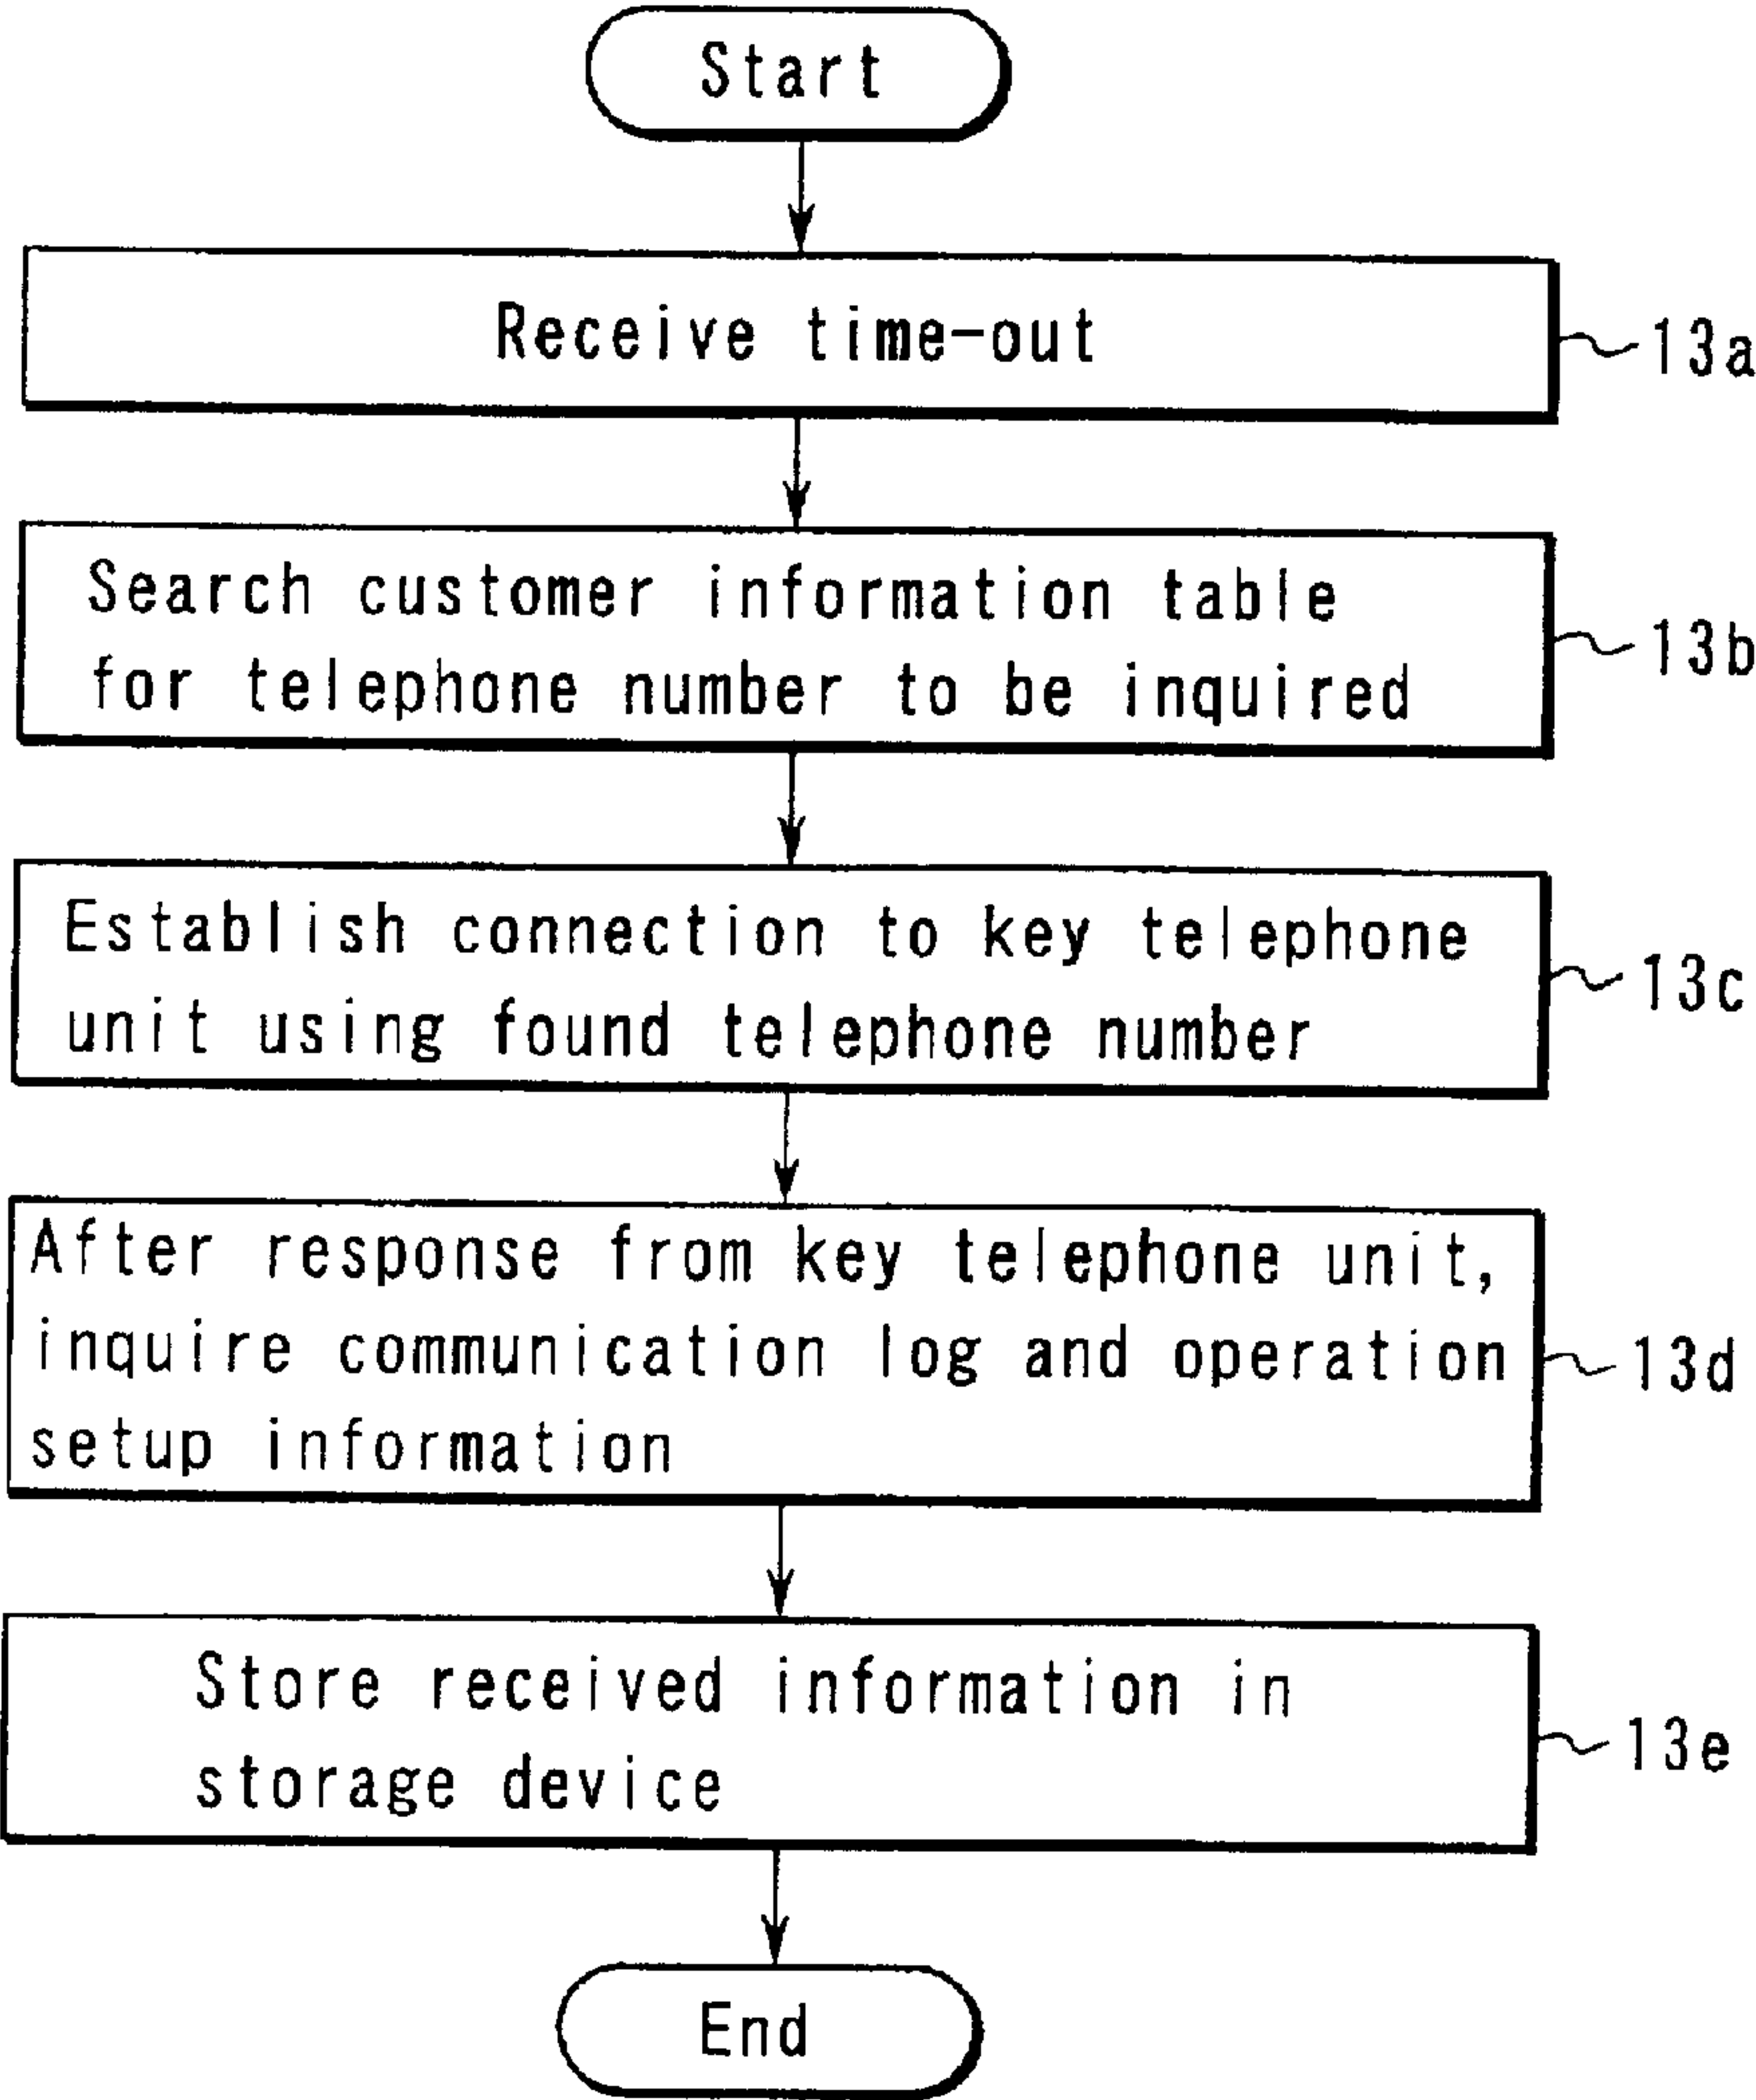 Start
Receive time-out
13a
Search customer information table
for telephone number to be inquired
13b
Establish connection to key telephone
unit using found telephone number
13c
After response from key telephone unit,
inquire communication log and operation
setup information
13d
Store received information in
storage device
13e
End